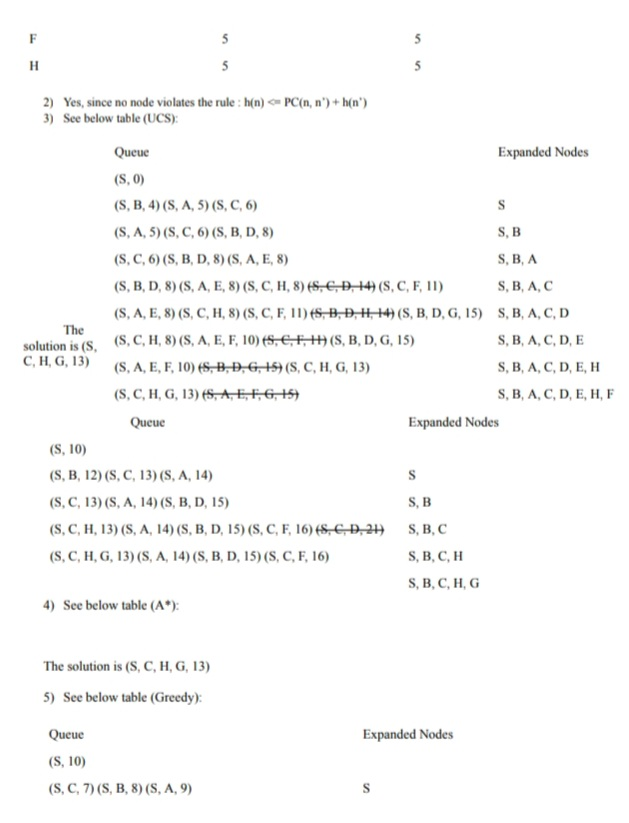 F 5 5
H 5 5
2) Yes, since no node violates the rule : h(n) <= PC(n, n') + h(n')
3) See below table (UCS):
Queue Expanded Nodes
(S, 0)
(S, B, 4) (S, A, 5) (S, C, 6) S
(S, A, 5) (S, C, 6) (S, B, D, 8) S, B
(S, C, 6) (S, B, D, 8) (S, A, E, 8) S, B, A
(S, B, D, 8) (S, A, E, 8) (S, C, H, 8) (S, C, D, 14) (S, C, F, 11) S, B, A, C
(S, A, E, 8) (S, C, H, 8) (S, C, F, 11) (S, B, D, H, 14) (S, B, D, G, 15) S, B, A, C, D
(S, C, H, 8) (S, A, E, F, 10) (S, C, F, 11) (S, B, D, G, 15) S, B, A, C, D, E
(S, A, E, F, 10) (S, B, D, G, 15) (S, C, H, G, 13) S, B, A, C, D, E, H
(S, C, H, G, 13) (S, A, E, F, G, 15) S, B, A, C, D, E, H, F
The
solution is (S,
C, H, G, 13)
Queue Expanded Nodes
(S, 10)
(S, B, 12) (S, C, 13) (S, A, 14) S
(S, C, 13) (S, A, 14) (S, B, D, 15) S, B
(S, C, H, 13) (S, A, 14) (S, B, D, 15) (S, C, F, 16) (S, C, D, 21) S, B, C
(S, C, H, G, 13) (S, A, 14) (S, B, D, 15) (S, C, F, 16) S, B, C, H
S, B, C, H, G
4) See below table (A*):
The solution is (S, C, H, G, 13)
5) See below table (Greedy):
Queue Expanded Nodes
(S, 10)
(S, C, 7) (S, B, 8) (S, A, 9) S